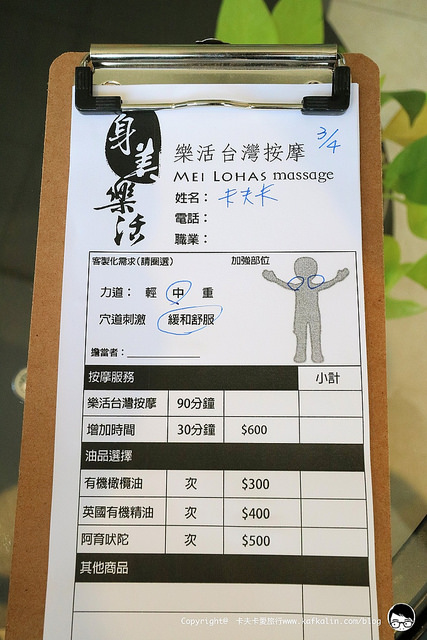 身美樂活
3/4
樂活台灣按摩
MEI LOHAS massage
姓名：卡夫卡
電話：
職業：
客製化需求(請圈選) 加強部位
力道： 輕 中 重
穴道刺激 緩和舒服
擔當者：
按摩服務 小計
樂活台灣按摩 90分鐘
增加時間 30分鐘 $600
油品選擇
有機橄欖油 次 $300
英國有機精油 次 $400
阿育吠陀 次 $500
其他商品
Copyright© 卡夫卡愛旅行www.kafkalin.com/blog